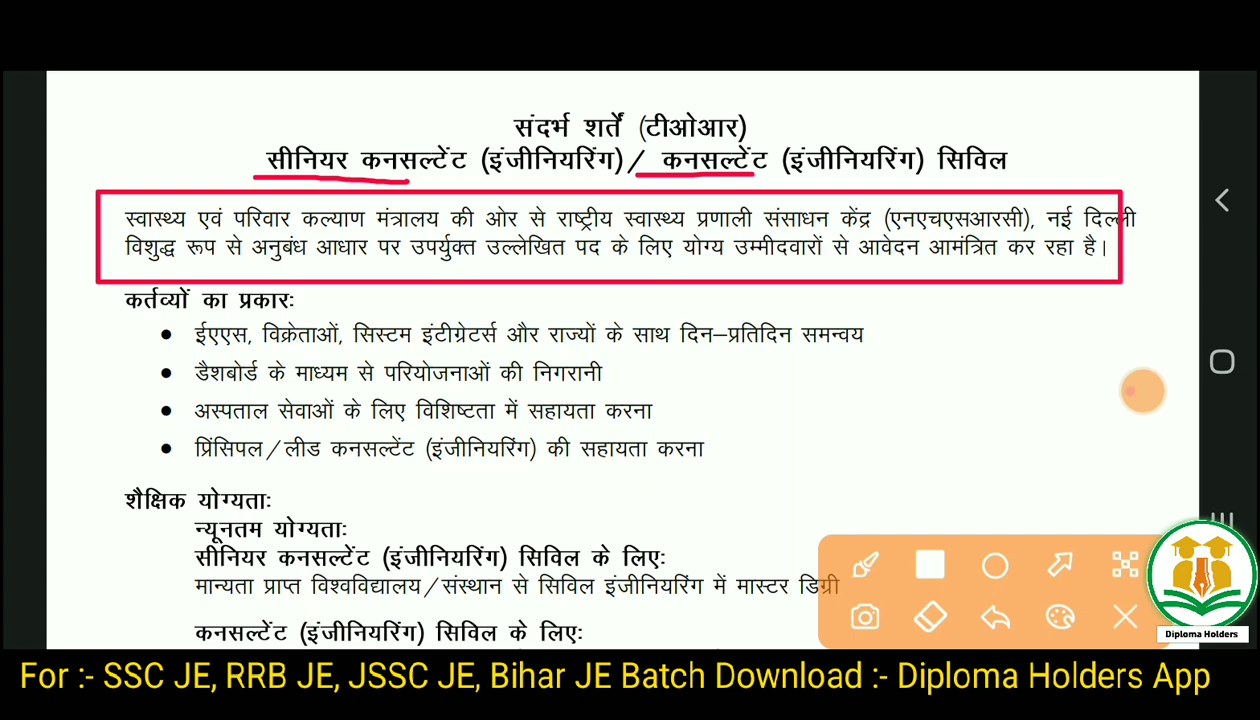 संदर्भ शर्तें (टीओआर)
सीनियर कनसल्टेंट (इंजीनियरिंग)/ कनसल्टेंट (इंजीनियरिंग) सिविल
स्वास्थ्य एवं परिवार कल्याण मंत्रालय की ओर से राष्ट्रीय स्वास्थ्य प्रणाली संसाधन केंद्र (एनएचएसआरसी), नई दिल्ली
विशुद्ध रूप से अनुबंध आधार पर उपर्युक्त उल्लेखित पद के लिए योग्य उम्मीदवारों से आवेदन आमंत्रित कर रहा है।
कर्तव्यों का प्रकारः
• ईएएस, विक्रेताओं, सिस्टम इंटीग्रेटर्स और राज्यों के साथ दिन–प्रतिदिन समन्वय
• डैशबोर्ड के माध्यम से परियोजनाओं की निगरानी
• अस्पताल सेवाओं के लिए विशिष्टता में सहायता करना
• प्रिंसिपल/लीड कनसल्टेंट (इंजीनियरिंग) की सहायता करना
शैक्षिक योग्यताः
न्यूनतम योग्यताः
सीनियर कनसल्टेंट (इंजीनियरिंग) सिविल के लिएः
मान्यता प्राप्त विश्वविद्यालय/संस्थान से सिविल इंजीनियरिंग में मास्टर डिग्री
कनसल्टेंट (इंजीनियरिंग) सिविल के लिएः
Diploma Holders
For :- SSC JE, RRB JE, JSSC JE, Bihar JE Batch Download :- Diploma Holders App